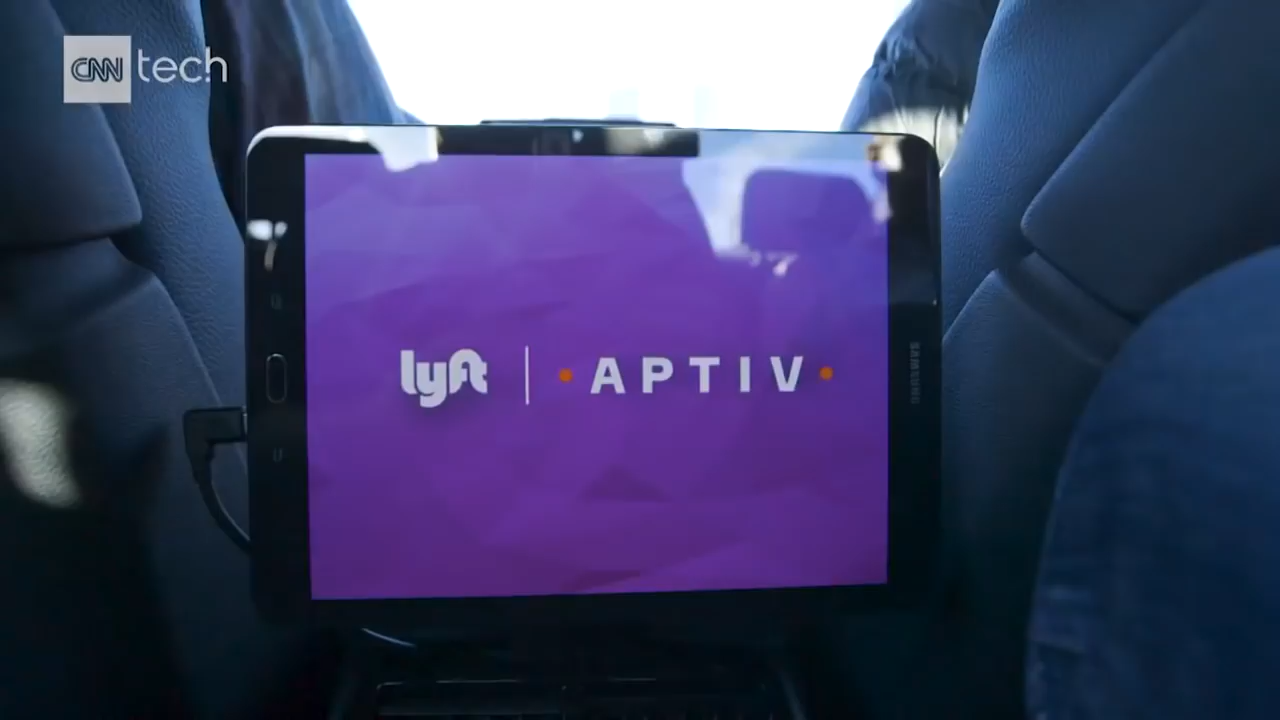 CNN tech
lyft | • APTIV •
SAMSUNG